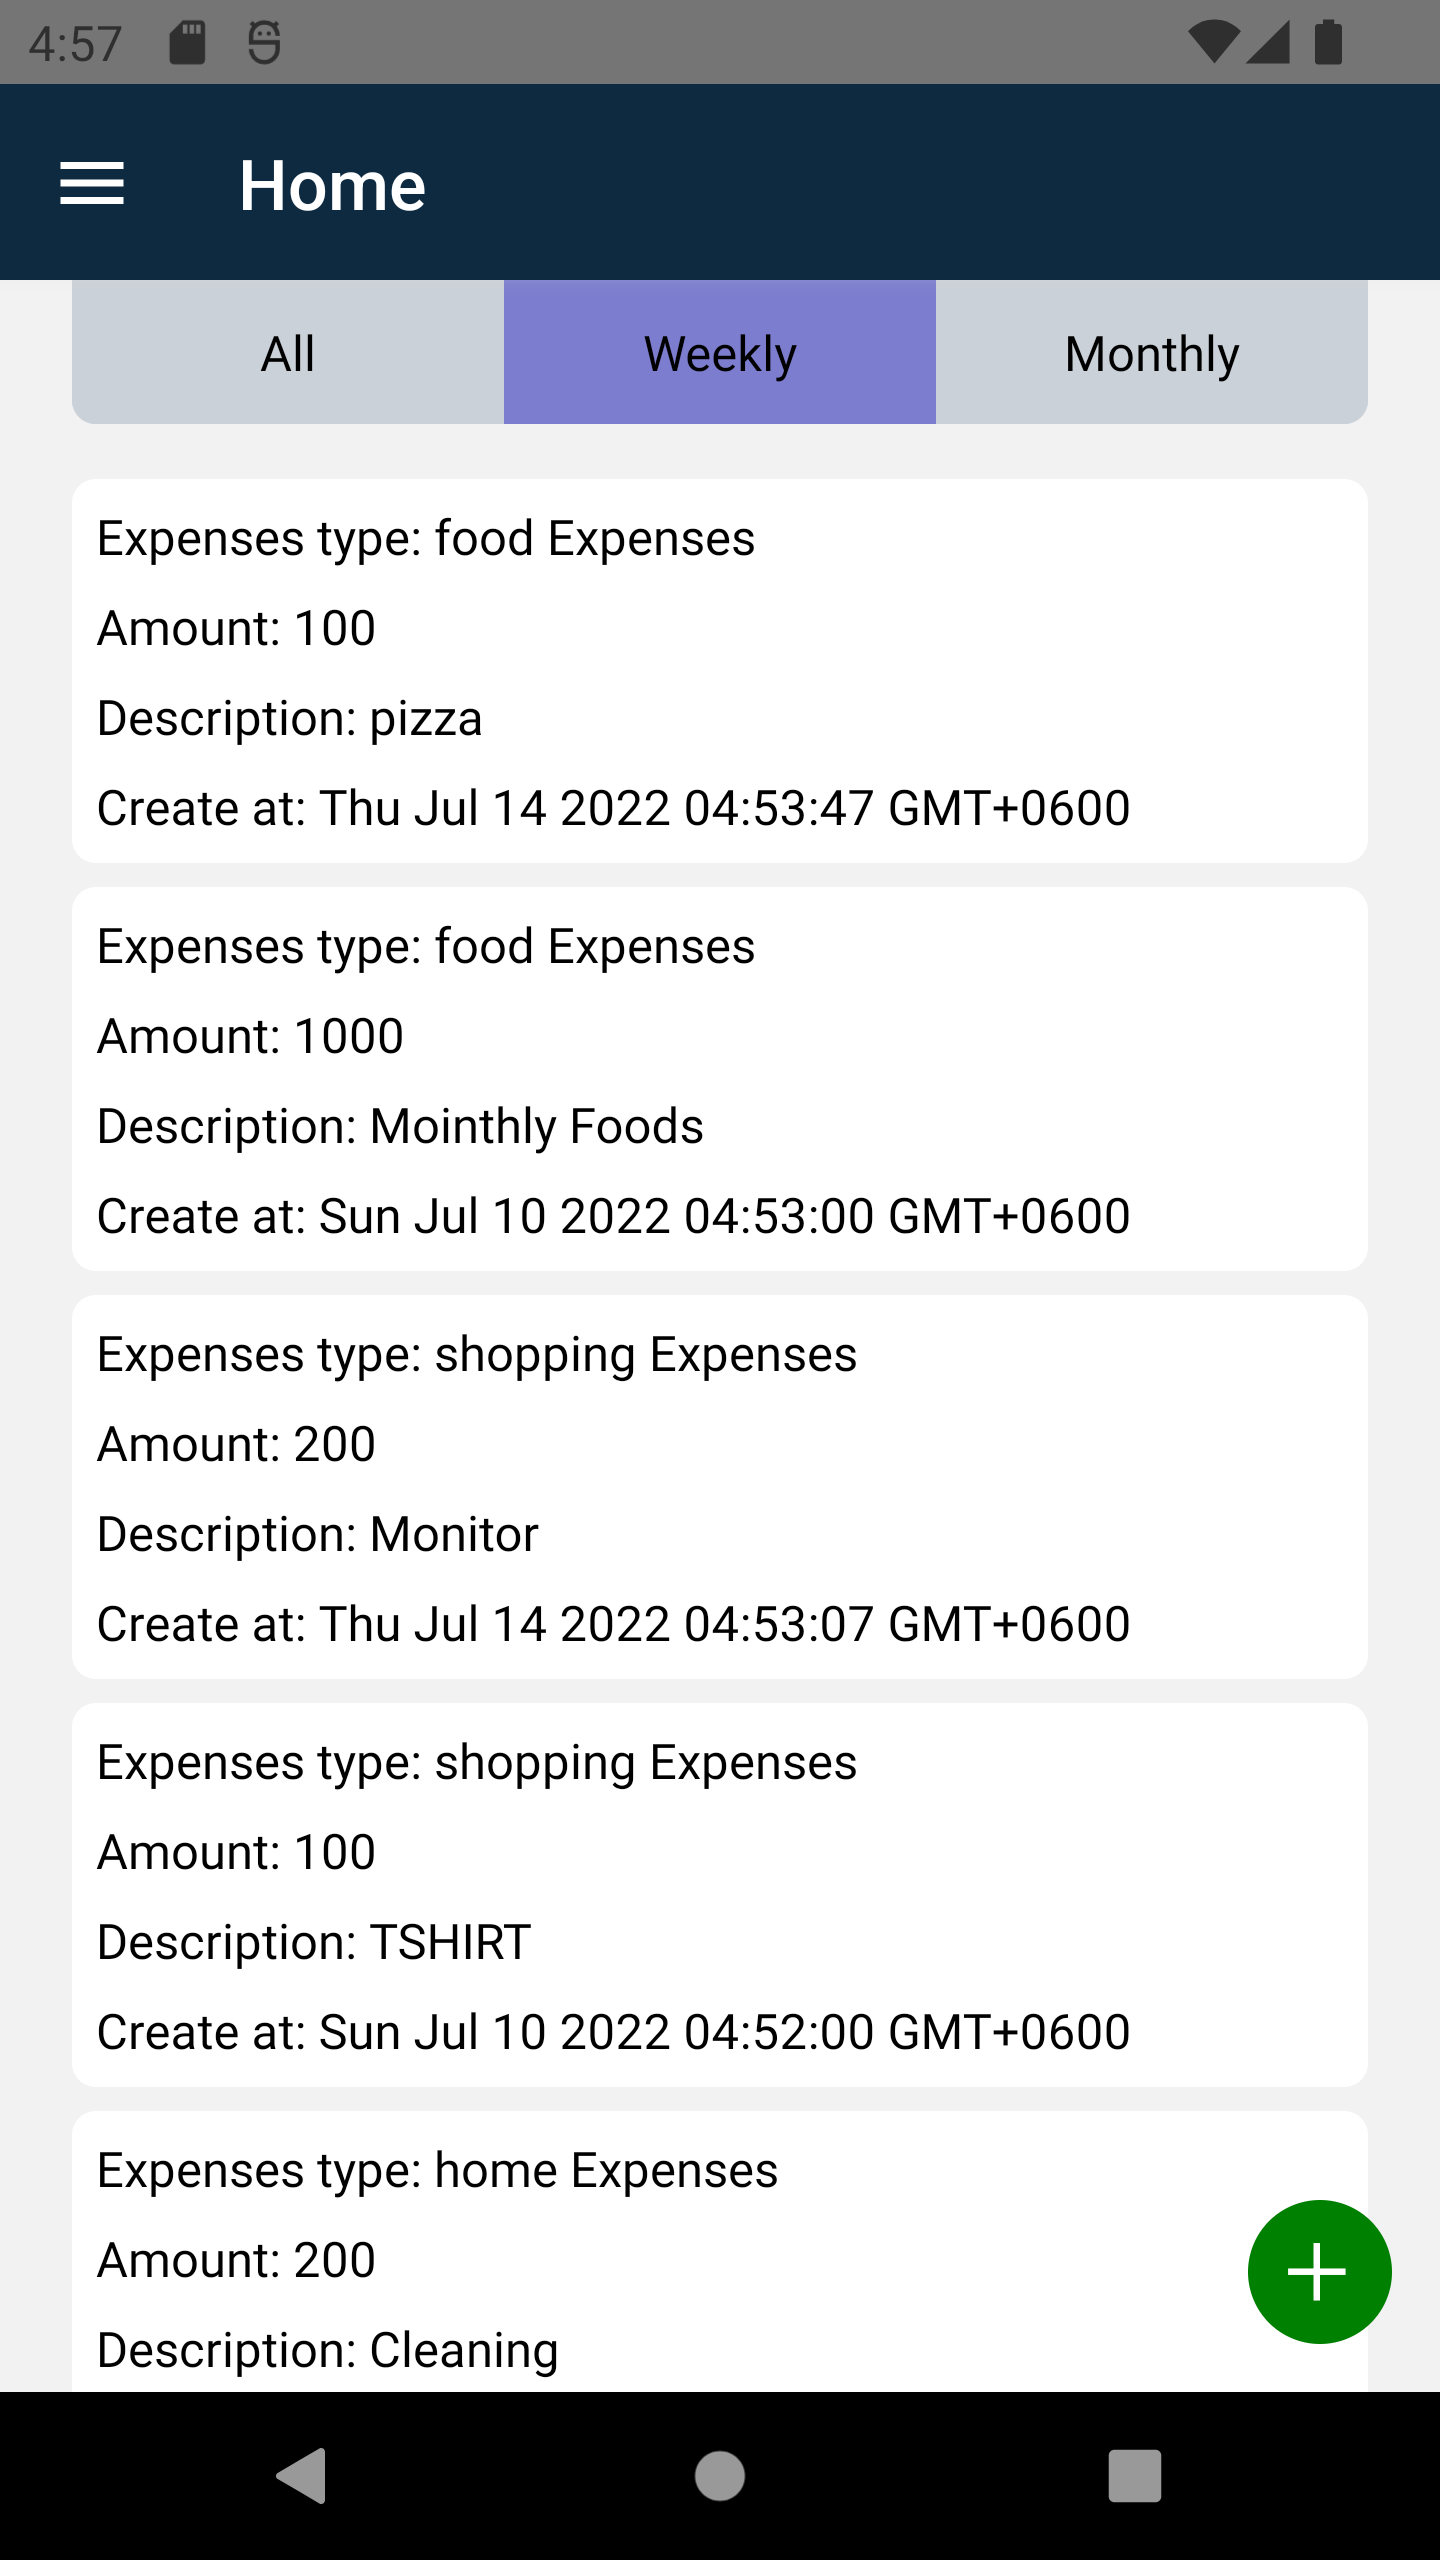 4:57
Home
All Weekly Monthly
Expenses type: food Expenses
Amount: 100
Description: pizza
Create at: Thu Jul 14 2022 04:53:47 GMT+0600
Expenses type: food Expenses
Amount: 1000
Description: Mointhly Foods
Create at: Sun Jul 10 2022 04:53:00 GMT+0600
Expenses type: shopping Expenses
Amount: 200
Description: Monitor
Create at: Thu Jul 14 2022 04:53:07 GMT+0600
Expenses type: shopping Expenses
Amount: 100
Description: TSHIRT
Create at: Sun Jul 10 2022 04:52:00 GMT+0600
Expenses type: home Expenses
Amount: 200
Description: Cleaning